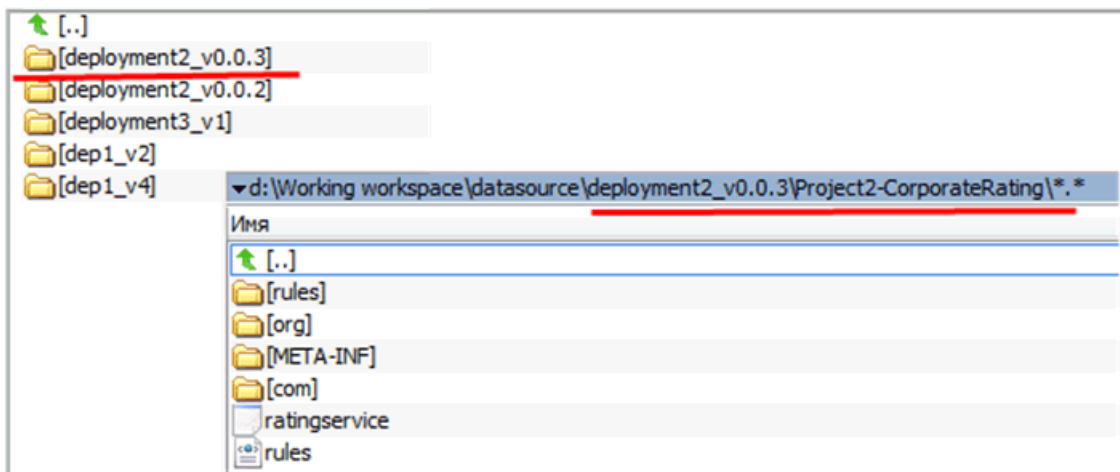 [..]
[deployment2_v0.0.3]
[deployment2_v0.0.2]
[deployment3_v1]
[dep1_v2]
[dep1_v4]
d:\Working workspace\datasource\deployment2_v0.0.3\Project2-CorporateRating\*.*
Имя
[..]
[rules]
[org]
[META-INF]
[com]
ratingservice
rules